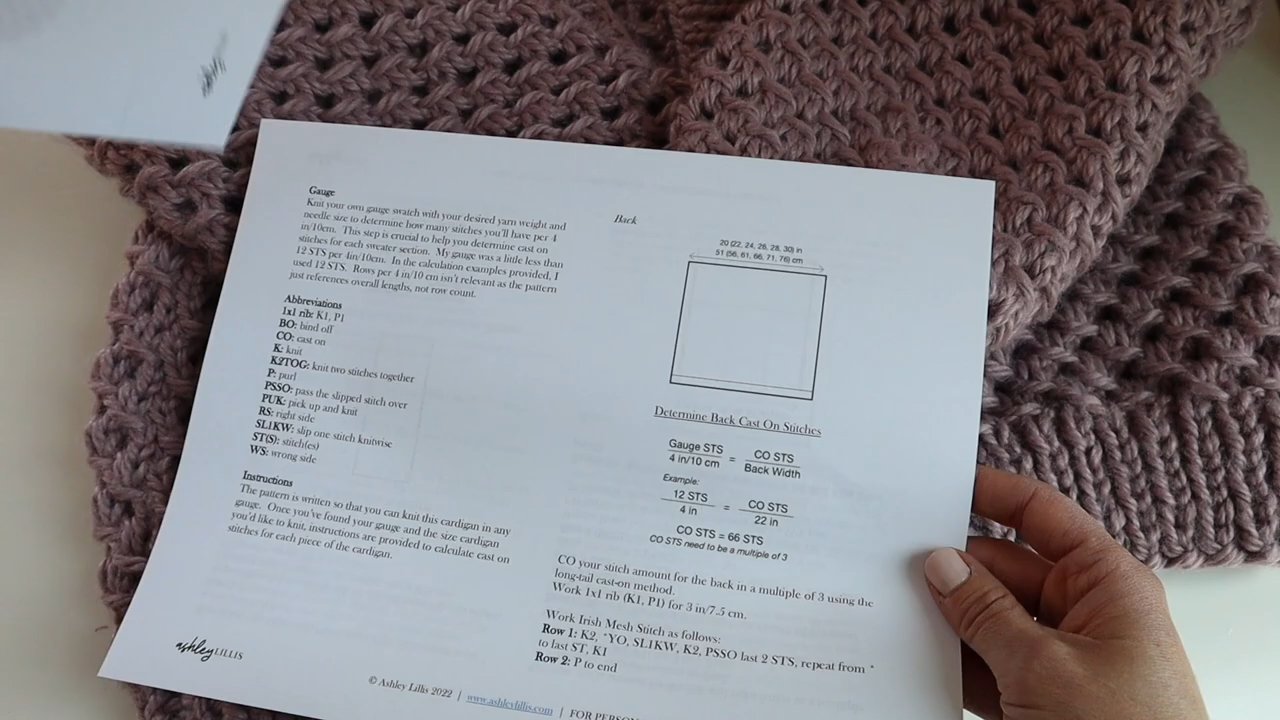 Gauge
Knit your own gauge swatch with your desired yarn weight and
needle size to determine how many stitches you'll have per 4
in/10cm. This step is crucial to help you determine cast on
stitches for each sweater section. My gauge was a little less than
12 STS per 4in/10cm. In the calculation examples provided, I
used 12 STS. Rows per 4 in/10 cm isn't relevant as the pattern
just references overall lengths, not row count.
Abbreviations
1x1 rib: K1, P1
BO: bind off
CO: cast on
K: knit
K2TOG: knit two stitches together
P: purl
PSSO: pass the slipped stitch over
PUK: pick up and knit
RS: right side
SL1KW: slip one stitch knitwise
ST(S): stitch(es)
WS: wrong side
Instructions
The pattern is written so that you can knit this cardigan in any
gauge. Once you've found your gauge and the size cardigan
you'd like to knit, instructions are provided to calculate cast on
stitches for each piece of the cardigan.
Back
20 (22, 24, 26, 28, 30) in
51 (56, 61, 66, 71, 76) cm
Determine Back Cast On Stitches
Gauge STS = CO STS
4 in/10 cm Back Width
Example:
12 STS = CO STS
4 in 22 in
CO STS = 66 STS
CO STS need to be a multiple of 3
CO your stitch amount for the back in a multiple of 3 using the
long-tail cast-on method.
Work 1x1 rib (K1, P1) for 3 in/7.5 cm.
Work Irish Mesh Stitch as follows:
Row 1: K2, *YO, SL1KW, K2, PSSO last 2 STS, repeat from *
to last ST, K1
Row 2: P to end
ashley LILLIS
© Ashley Lillis 2022 | www.ashleylillis.com | FOR PERSON